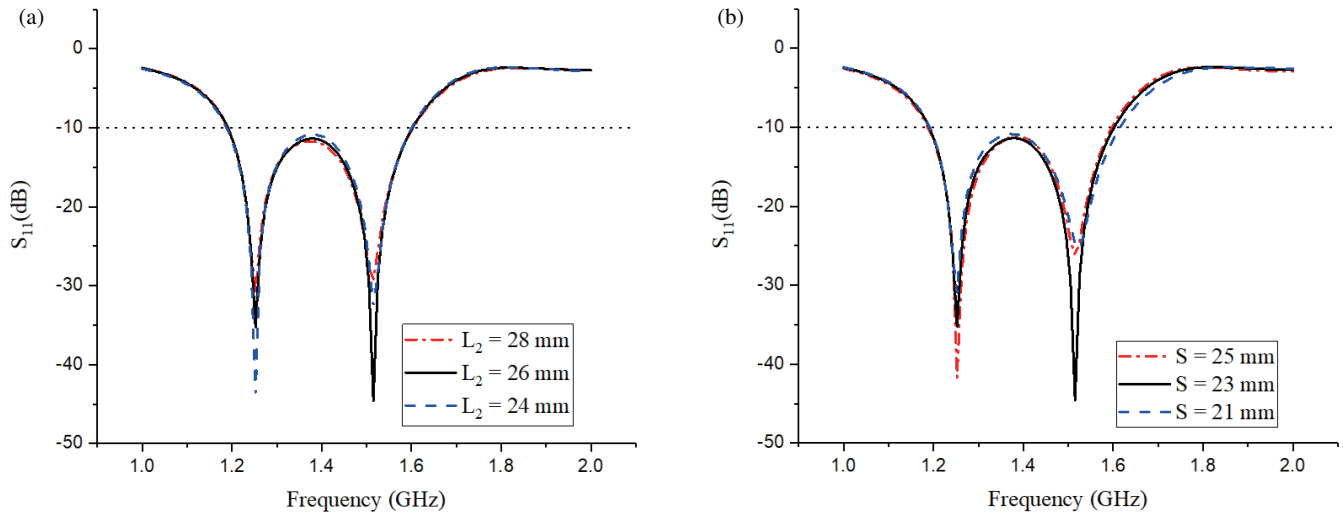 (a)
0
-10
-20
-30
-40
-50
S₁₁(dB)
1.0 1.2 1.4 1.6 1.8 2.0
Frequency (GHz)
L₂ = 28 mm
L₂ = 26 mm
L₂ = 24 mm
(b)
0
-10
-20
-30
-40
-50
S₁₁(dB)
1.0 1.2 1.4 1.6 1.8 2.0
Frequency (GHz)
S = 25 mm
S = 23 mm
S = 21 mm